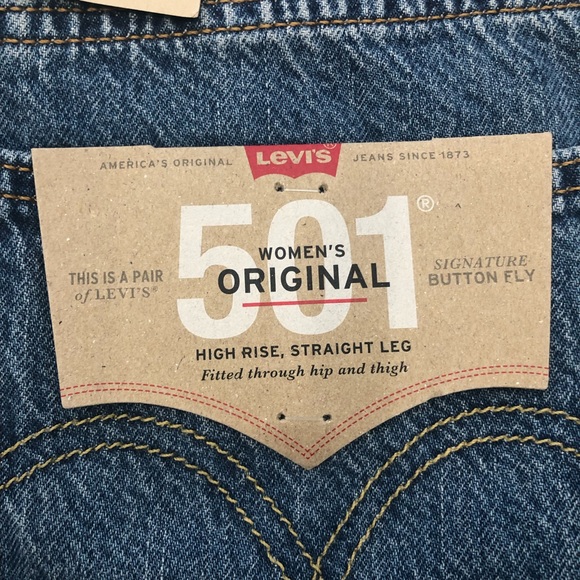 AMERICA'S ORIGINAL LEVI'S® JEANS SINCE 1873
501®
WOMEN'S
ORIGINAL
THIS IS A PAIR
of LEVI'S®
SIGNATURE
BUTTON FLY
HIGH RISE, STRAIGHT LEG
Fitted through hip and thigh